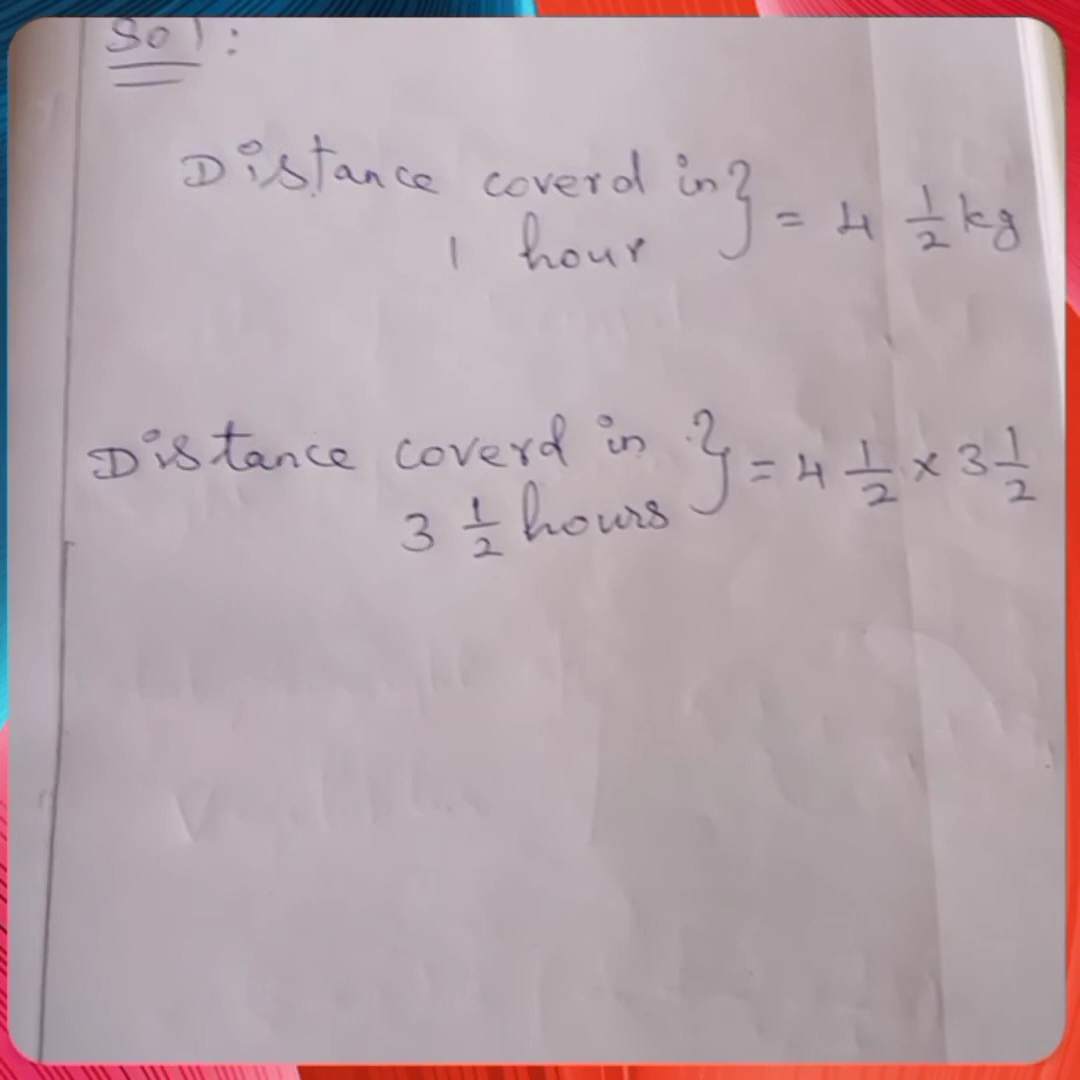 Sol:
Distance coverd in } = 4 1/2 kg
1 hour
Distance coverd in } = 4 1/2 x 3 1/2
3 1/2 hours